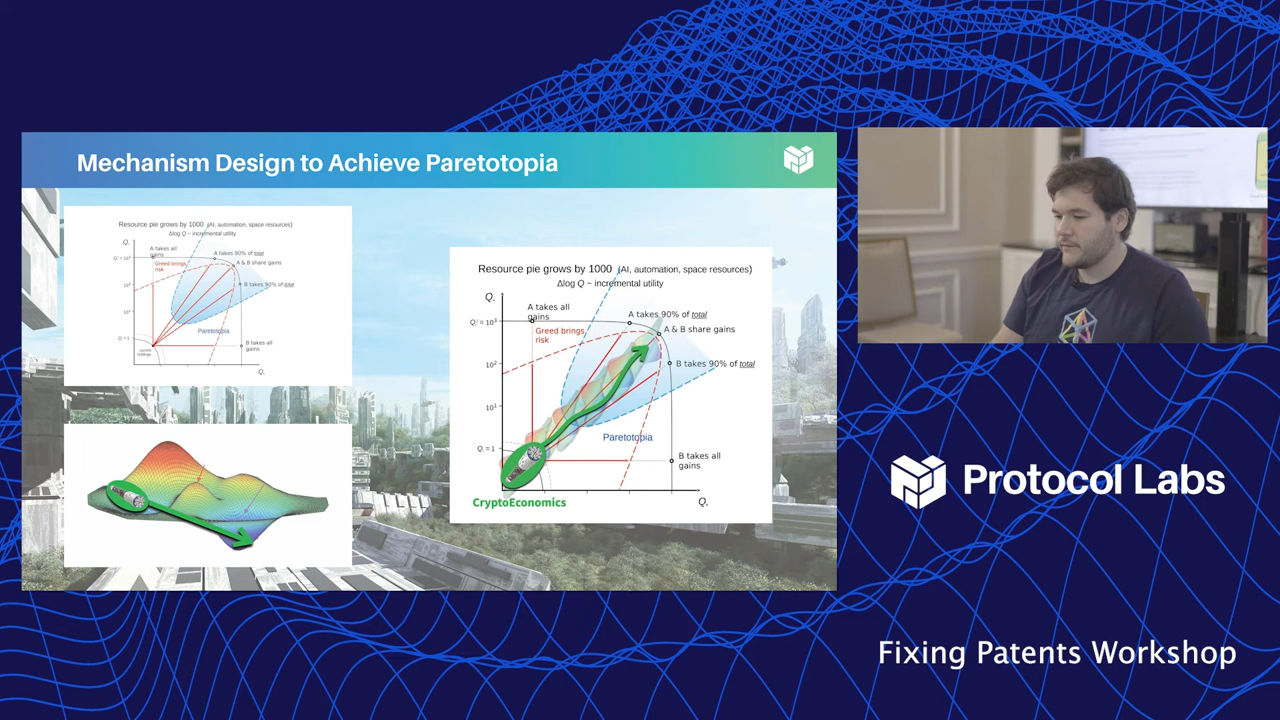 Mechanism Design to Achieve Paretotopia
Resource pie grows by 1000 (AI, automation, space resources)
Δlog Q ~ incremental utility
A takes all
gains
A takes 90% of total
Greed brings
risk
A & B share gains
B takes 90% of total
Paretotopia
B takes all
gains
current
holdings
Resource pie grows by 1000 (AI, automation, space resources)
Δlog Q ~ incremental utility
A takes all
gains
A takes 90% of total
Greed brings
risk
A & B share gains
10²
B takes 90% of total
10¹
Paretotopia
B takes all
gains
CryptoEconomics
Protocol Labs
Fixing Patents Workshop